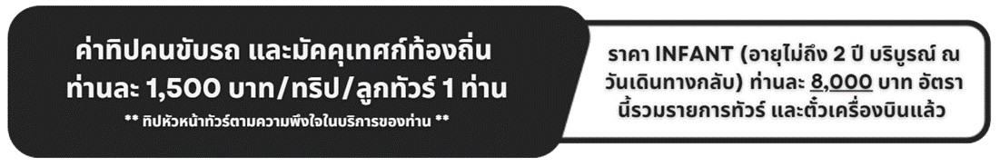 ค่าทิปคนขับรถ และมัคคุเทศก์ท้องถิ่น
ท่านละ 1,500 บาท/ทริป/ลูกทัวร์ 1 ท่าน
** ทิปหัวหน้าทัวร์ตามความพึงใจในบริการของท่าน **
ราคา INFANT (อายุไม่ถึง 2 ปี บริบูรณ์ ณ
วันเดินทางกลับ) ท่านละ 8,000 บาท อัตรา
นี้รวมรายการทัวร์ และตั๋วเครื่องบินแล้ว